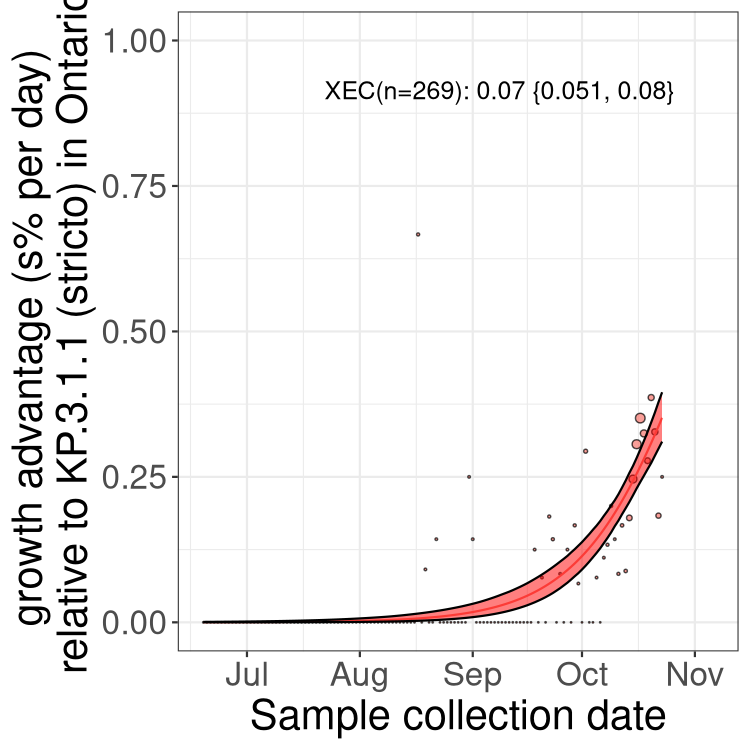 growth advantage (s% per day)
relative to KP.3.1.1 (stricto) in Ontario
1.00
0.75
0.50
0.25
0.00
XEC(n=269): 0.07 {0.051, 0.08}
Jul Aug Sep Oct Nov
Sample collection date